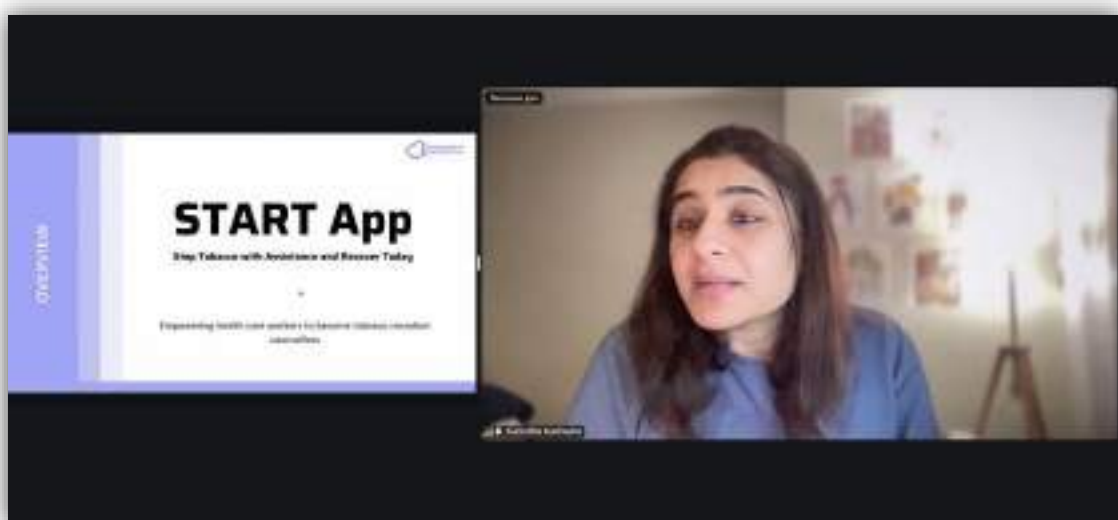 OVERVIEW
START App
Stop Tobacco with Assistance and Recover Today
Empowering health care workers to become tobacco cessation
counsellors